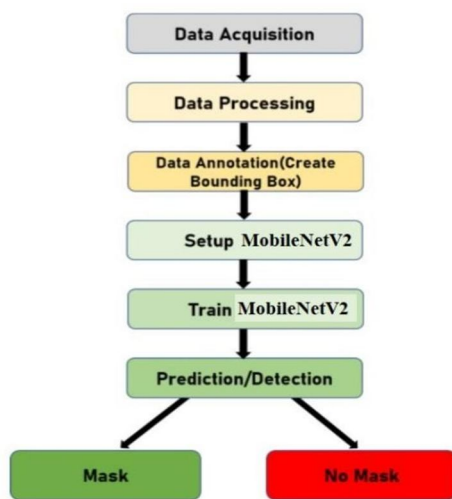 Data Acquisition
Data Processing
Data Annotation(Create
Bounding Box)
Setup MobileNetV2
Train MobileNetV2
Prediction/Detection
Mask
No Mask